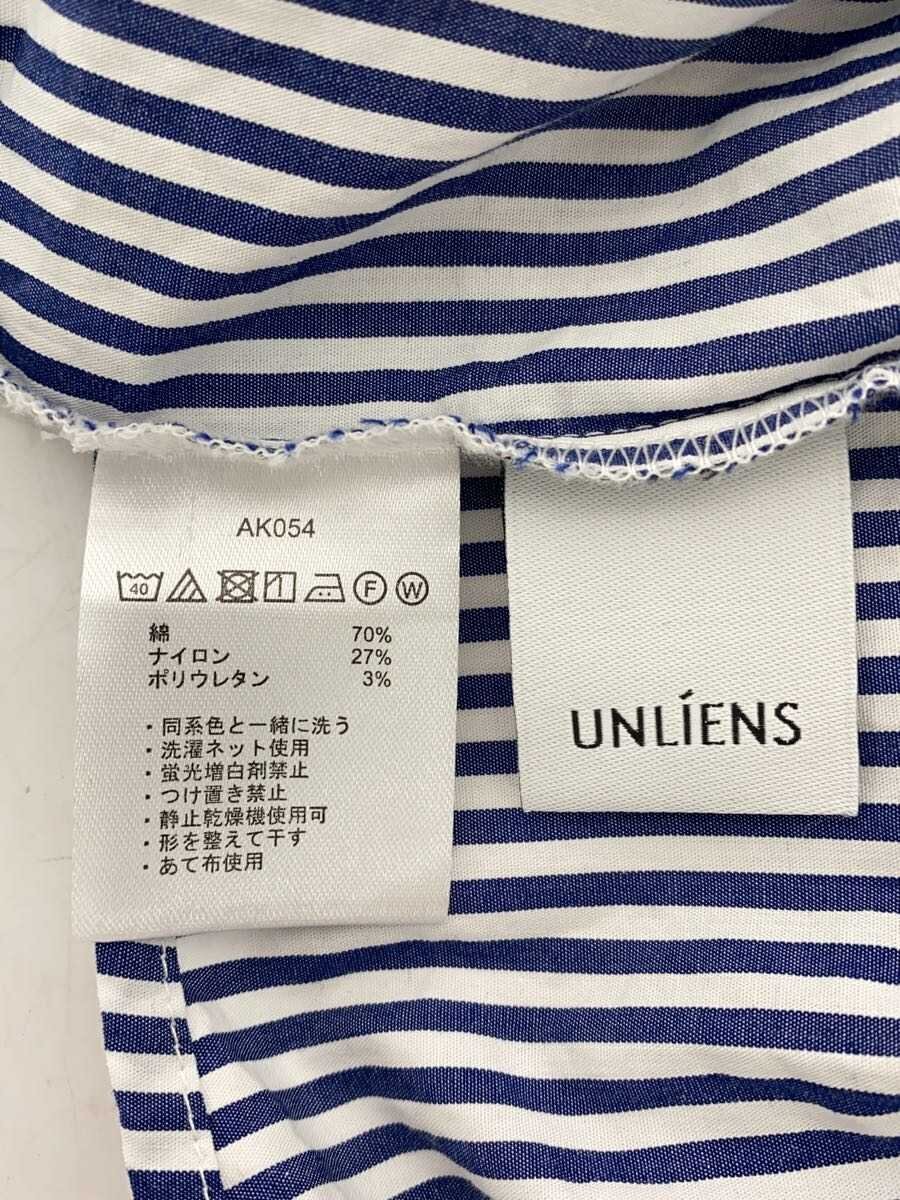 AK054
40 F W
綿 70%
ナイロン 27%
ポリウレタン 3%
・同系色と一緒に洗う
・洗濯ネット使用
・蛍光増白剤禁止
・つけ置き禁止
・静止乾燥機使用可
・形を整えて干す
・あて布使用
UNLÍENS